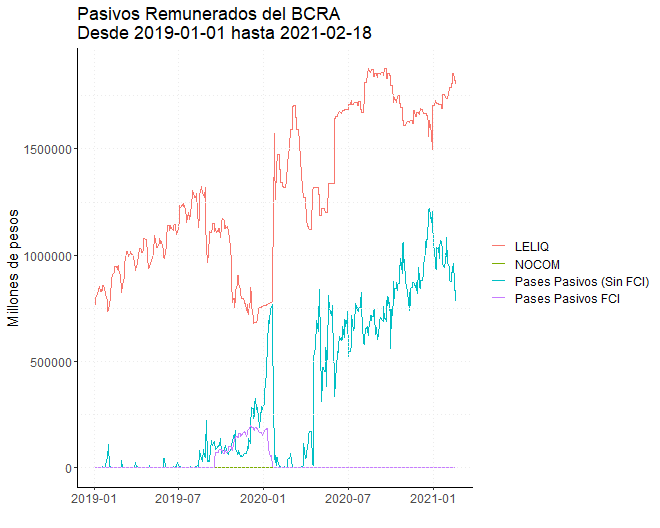 Pasivos Remunerados del BCRA
Desde 2019-01-01 hasta 2021-02-18
Millones de pesos
1500000
1000000
500000
0
2019-01
2019-07
2020-01
2020-07
2021-01
LELIQ
NOCOM
Pases Pasivos (Sin FCI)
Pases Pasivos FCI